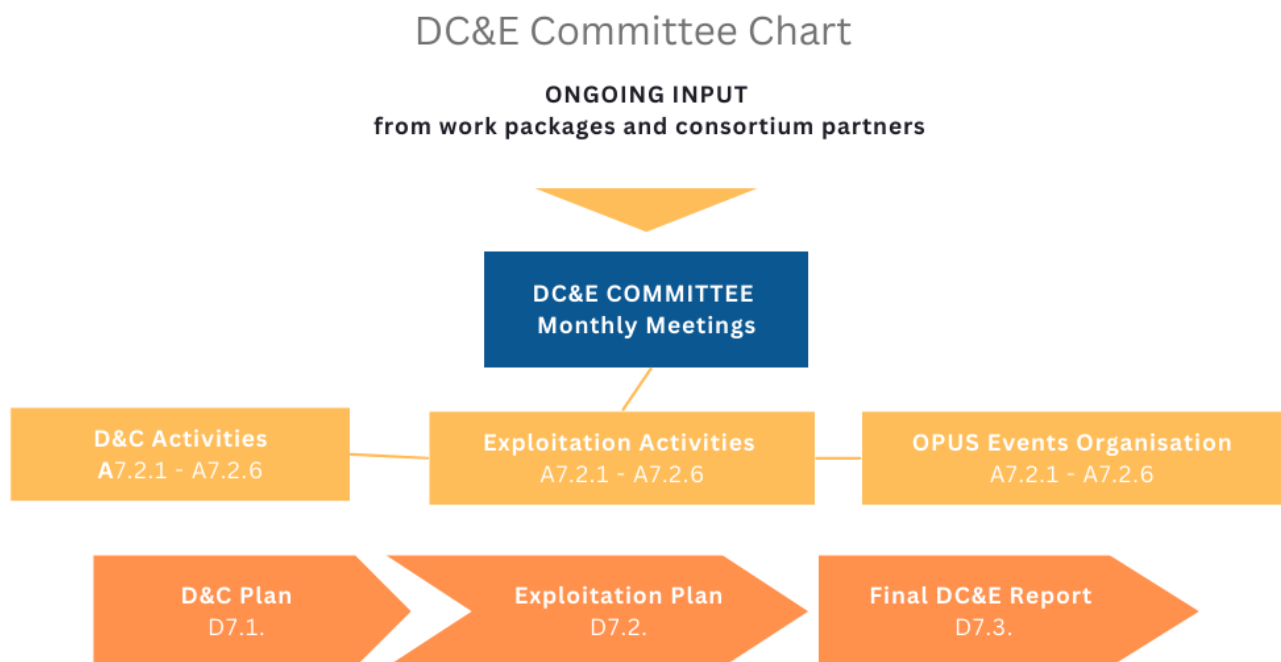 DC&E Committee Chart
ONGOING INPUT
from work packages and consortium partners
DC&E COMMITTEE
Monthly Meetings
D&C Activities
A7.2.1 - A7.2.6
Exploitation Activities
A7.2.1 - A7.2.6
OPUS Events Organisation
A7.2.1 - A7.2.6
D&C Plan
D7.1.
Exploitation Plan
D7.2.
Final DC&E Report
D7.3.